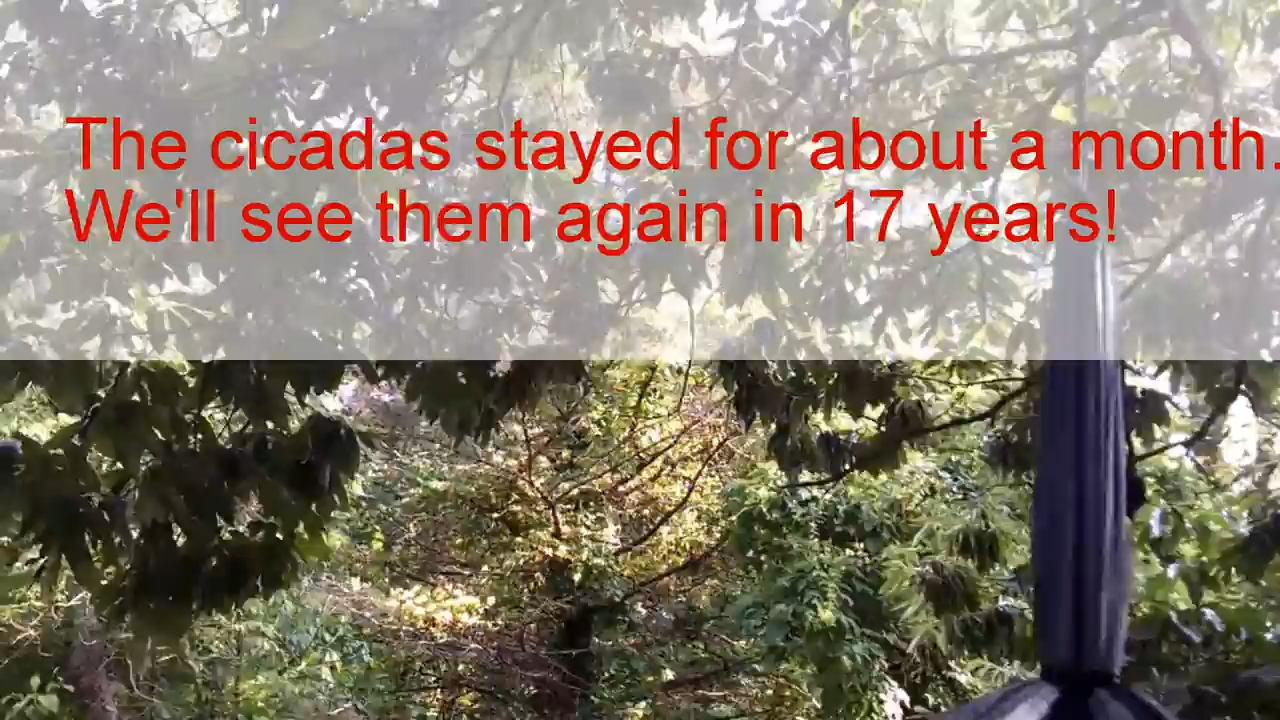 The cicadas stayed for about a month.
We'll see them again in 17 years!